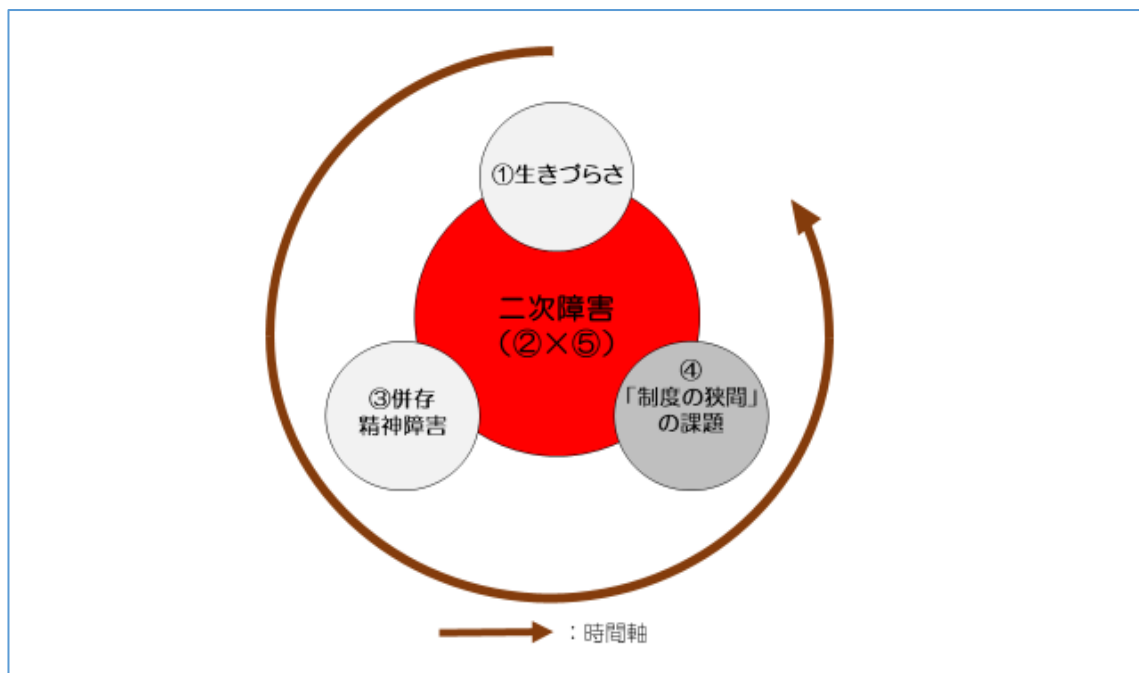 ①生きづらさ
二次障害
（②×⑤）
③併存
精神障害
④
「制度の狭間」
の課題
：時間軸